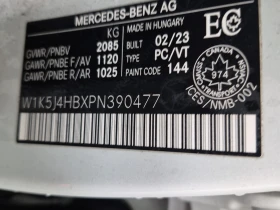 MERCEDES-BENZ AG
KG
MADE IN HUNGARY
EC
GVWR/PNBV 2085
BUILT 02/23
GAWR/PNBE F/AV 1120
TYPE PC/VT
GAWR/PNBE R/AR 1025
PAINT CODE 144
CANADA
974
W1K5J4HBXPN390477
ICES/NMB-002